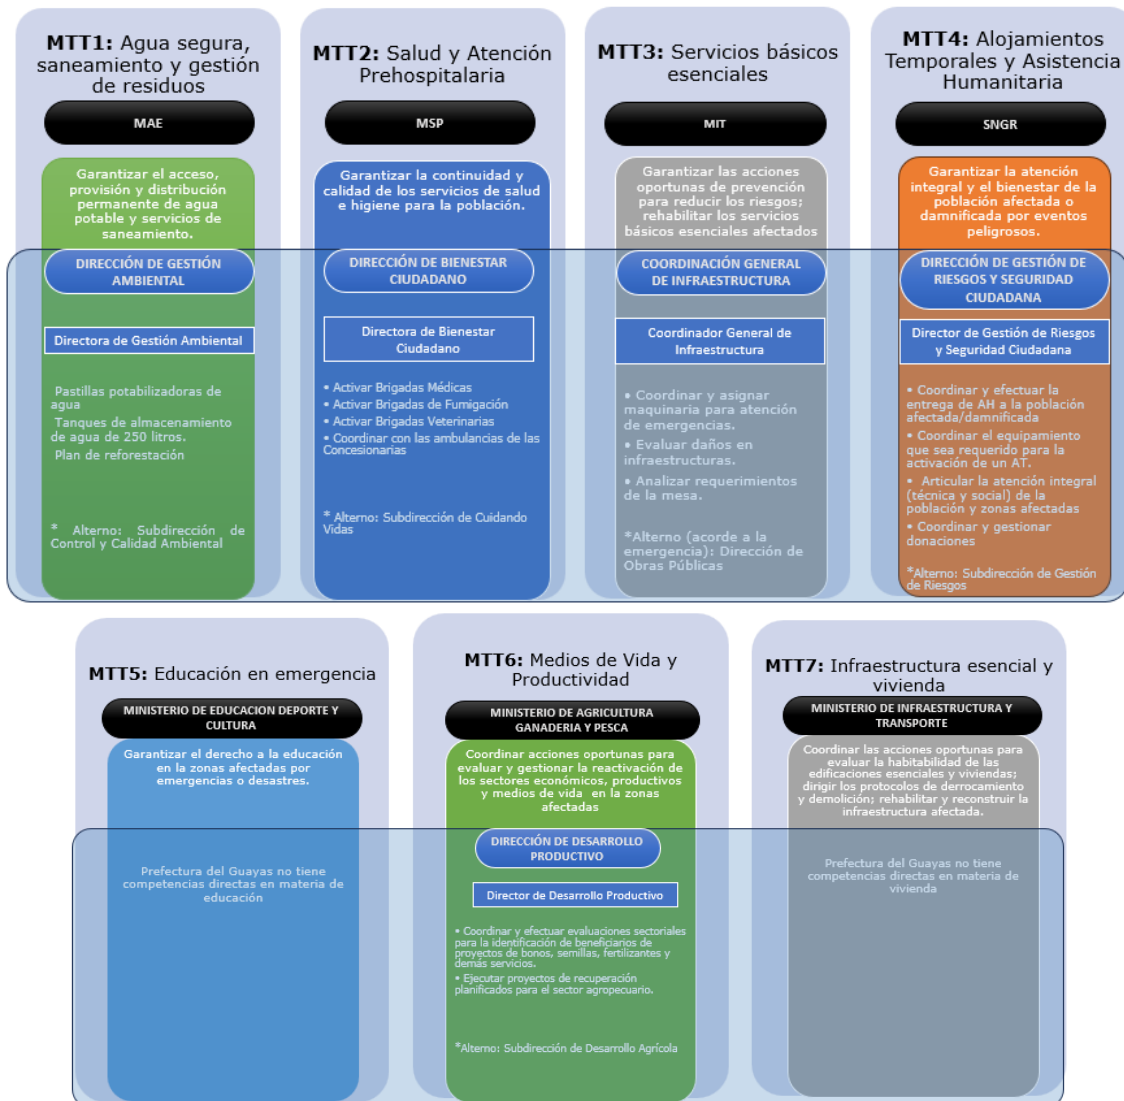 MTT1: Agua segura,
saneamiento y gestión
de residuos
MAE
Garantizar el acceso,
provisión y distribución
permanente de agua
potable y servicios de
saneamiento.
DIRECCIÓN DE GESTIÓN
AMBIENTAL
Directora de Gestión Ambiental
Pastillas potabilizadoras de
agua
Tanques de almacenamiento
de agua de 250 litros.
Plan de reforestación
* Alterno: Subdirección de
Control y Calidad Ambiental
MTT2: Salud y Atención
Prehospitalaria
MSP
Garantizar la continuidad y
calidad de los servicios de salud
e higiene para la población.
DIRECCIÓN DE BIENESTAR
CIUDADANO
Directora de Bienestar
Ciudadano
• Activar Brigadas Médicas
• Activar Brigadas de Fumigación
• Activar Brigadas Veterinarias
• Coordinar con las ambulancias de las
Concesionarias
* Alterno: Subdirección de Cuidando
Vidas
MTT3: Servicios básicos
esenciales
MIT
Garantizar las acciones
oportunas de prevención
para reducir los riesgos;
rehabilitar los servicios
básicos esenciales afectados
COORDINACIÓN GENERAL
DE INFRAESTRUCTURA
Coordinador General de
Infraestructura
• Coordinar y asignar
maquinaria para atención
de emergencias.
• Evaluar daños en
infraestructuras.
• Analizar requerimientos
de la mesa.
*Alterno (acorde a la
emergencia): Dirección de
Obras Públicas
MTT4: Alojamientos
Temporales y Asistencia
Humanitaria
SNGR
Garantizar la atención
integral y el bienestar de la
población afectada o
damnificada por eventos
peligrosos.
DIRECCIÓN DE GESTIÓN DE
RIESGOS Y SEGURIDAD
CIUDADANA
Director de Gestión de Riesgos
y Seguridad Ciudadana
• Coordinar y efectuar la
entrega de AH a la población
afectada/damnificada
• Coordinar el equipamiento
que sea requerido para la
activación de un AT.
• Articular la atención integral
(técnica y social) de la
población y zonas afectadas
• Coordinar y gestionar
donaciones
*Alterno: Subdirección de Gestión
de Riesgos
MTT5: Educación en emergencia
MINISTERIO DE EDUCACION DEPORTE Y
CULTURA
Garantizar el derecho a la educación
en la zonas afectadas por
emergencias o desastres.
Prefectura del Guayas no tiene
competencias directas en materia de
educación
MTT6: Medios de Vida y
Productividad
MINISTERIO DE AGRICULTURA
GANADERIA Y PESCA
Coordinar acciones oportunas para
evaluar y gestionar la reactivación de
los sectores económicos, productivos
y medios de vida en la zonas
afectadas
DIRECCIÓN DE DESARROLLO
PRODUCTIVO
Director de Desarrollo Productivo
• Coordinar y efectuar evaluaciones sectoriales
para la identificación de beneficiarios de
proyectos de bonos, semillas, fertilizantes y
demás servicios.
• Ejecutar proyectos de recuperación
planificados para el sector agropecuario.
*Alterno: Subdirección de Desarrollo Agrícola
MTT7: Infraestructura esencial y
vivienda
MINISTERIO DE INFRAESTRUCTURA Y
TRANSPORTE
Coordinar las acciones oportunas para
evaluar la habitabilidad de las
edificaciones esenciales y viviendas;
dirigir los protocolos de derrocamiento
y demolición; rehabilitar y reconstruir la
infraestructura afectada.
Prefectura del Guayas no tiene
competencias directas en materia de
vivienda